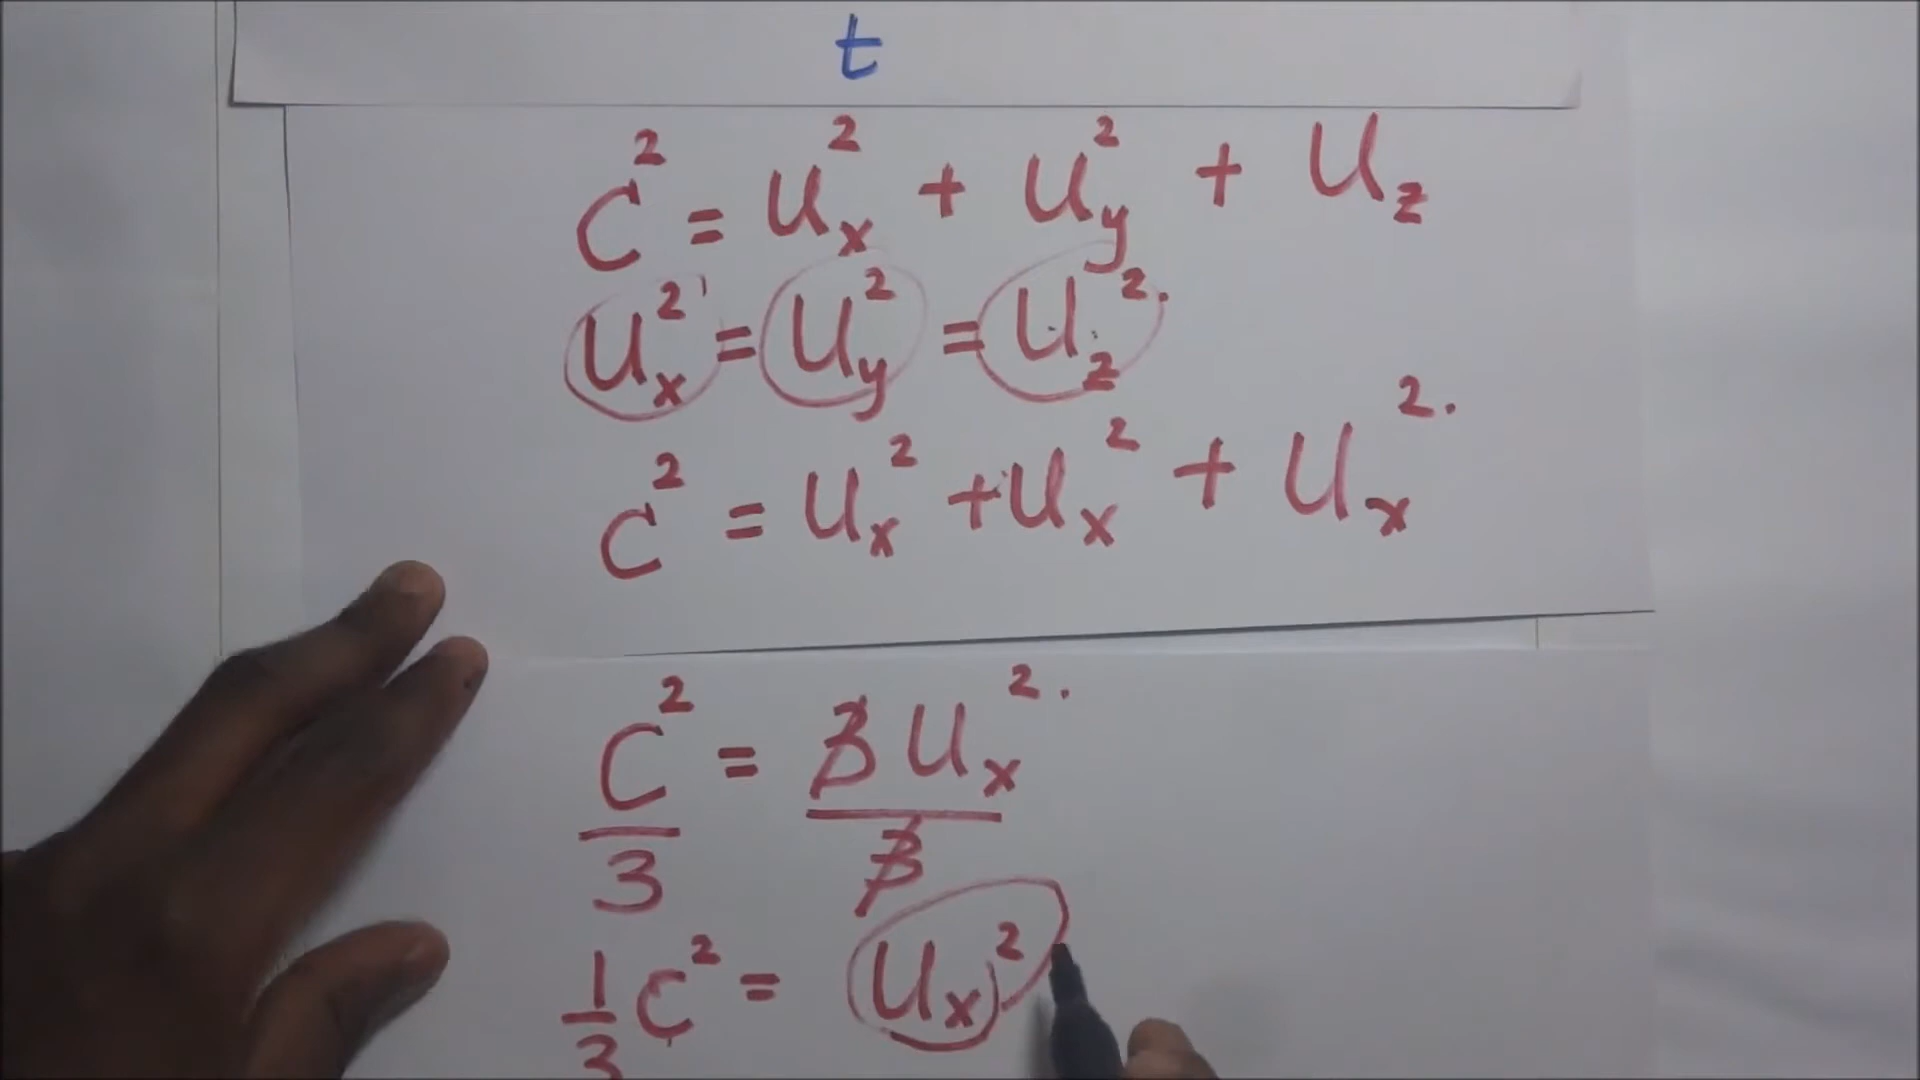 t
C² = Uₓ² + U_y² + U_z
Uₓ² = U_y² = U_z².
C² = Uₓ² + Uₓ² + Uₓ².
C²/3 = 3Uₓ²./3
1/3 C² = Uₓ²